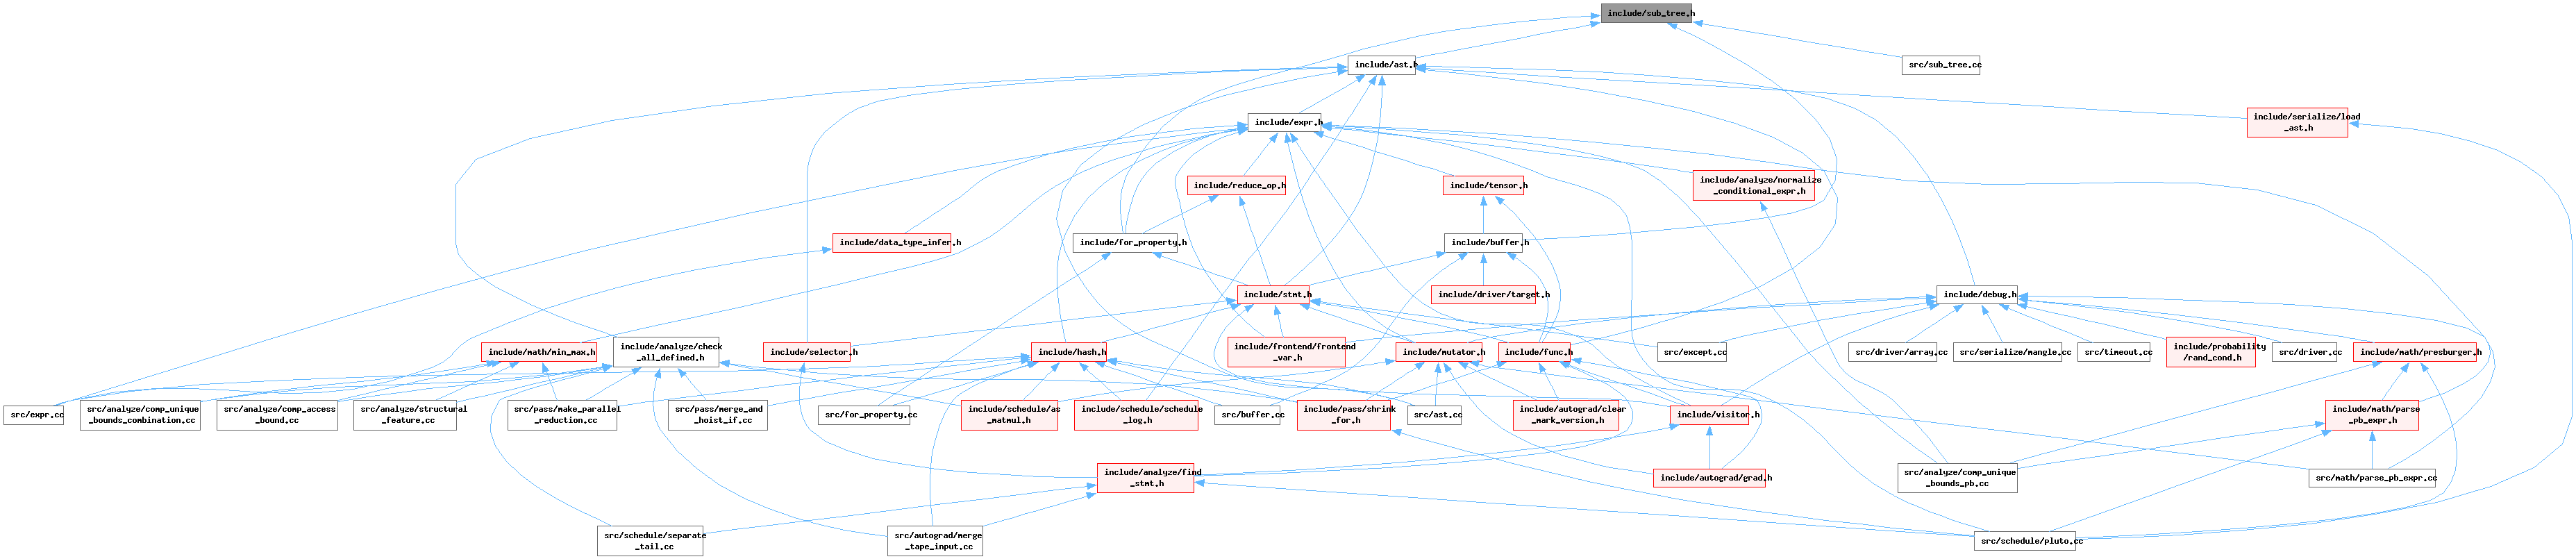 include/sub_tree.h
include/ast.h
src/sub_tree.cc
include/expr.h
include/serialize/load
_ast.h
include/reduce_op.h
include/tensor.h
include/analyze/normalize
_conditional_expr.h
include/data_type_infer.h
include/for_property.h
include/buffer.h
include/stmt.h
include/driver/target.h
include/debug.h
include/math/min_max.h
include/analyze/check
_all_defined.h
include/selector.h
include/hash.h
include/frontend/frontend
_var.h
include/mutator.h
include/func.h
src/except.cc
src/driver/array.cc
src/serialize/mangle.cc
src/timeout.cc
include/probability
/rand_cond.h
src/driver.cc
include/math/presburger.h
src/expr.cc
src/analyze/comp_unique
_bounds_combination.cc
src/analyze/comp_access
_bound.cc
src/analyze/structural
_feature.cc
src/pass/make_parallel
_reduction.cc
src/pass/merge_and
_hoist_if.cc
src/for_property.cc
include/schedule/as
_matmul.h
include/schedule/schedule
_log.h
src/buffer.cc
include/pass/shrink
_for.h
src/ast.cc
include/autograd/clear
_mark_version.h
include/visitor.h
include/math/parse
_pb_expr.h
include/analyze/find
_stmt.h
include/autograd/grad.h
src/analyze/comp_unique
_bounds_pb.cc
src/math/parse_pb_expr.cc
src/schedule/separate
_tail.cc
src/autograd/merge
_tape_input.cc
src/schedule/pluto.cc